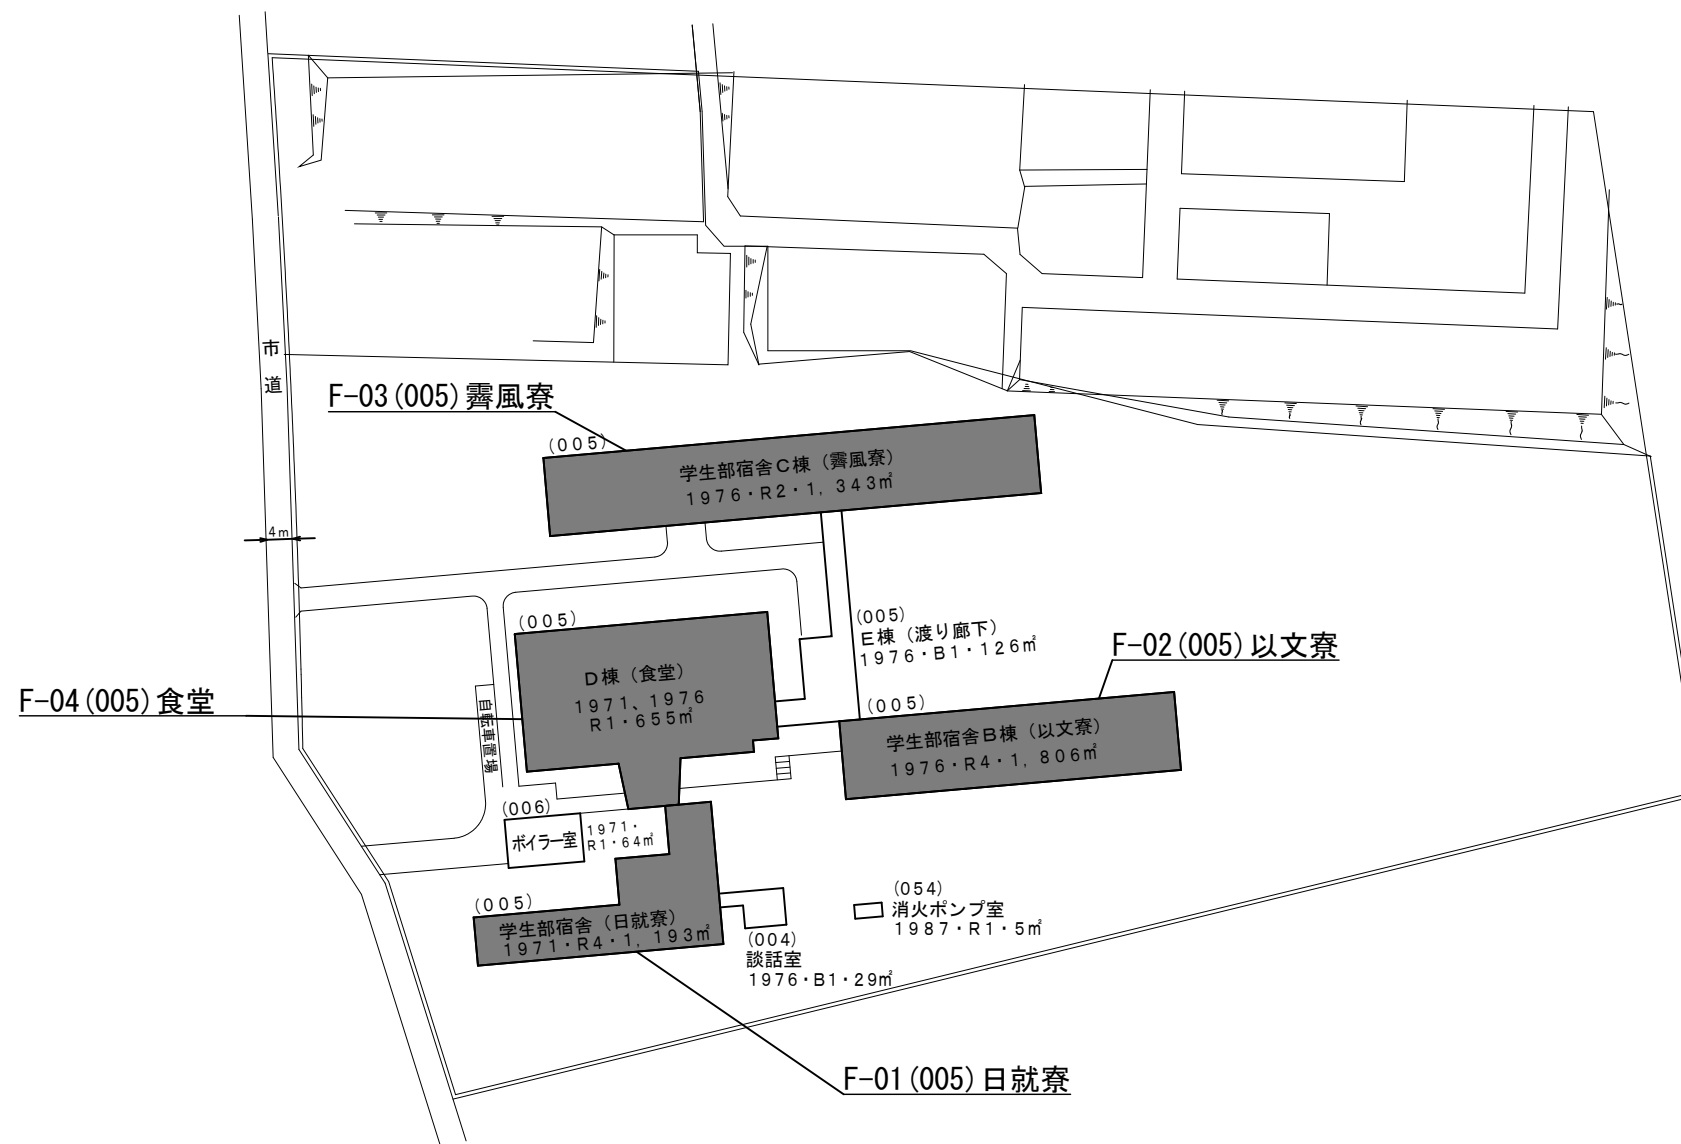 市
道
F-03(005)霽風寮
(005)
学生部宿舎C棟（霽風寮）
1976・R2・1,343㎡
4m
(005)
E棟（渡り廊下）
1976・B1・126㎡
(005)
D棟（食堂）
1971、1976
R1・655㎡
F-04(005)食堂
自転車置場
F-02(005)以文寮
(005)
学生部宿舎B棟（以文寮）
1976・R4・1,806㎡
(006)
ボイラー室
1971・
R1・64㎡
(005)
学生部宿舎（日就寮）
1971・R4・1,193㎡
(004)
談話室
1976・B1・29㎡
(054)
消火ポンプ室
1987・R1・5㎡
F-01(005)日就寮